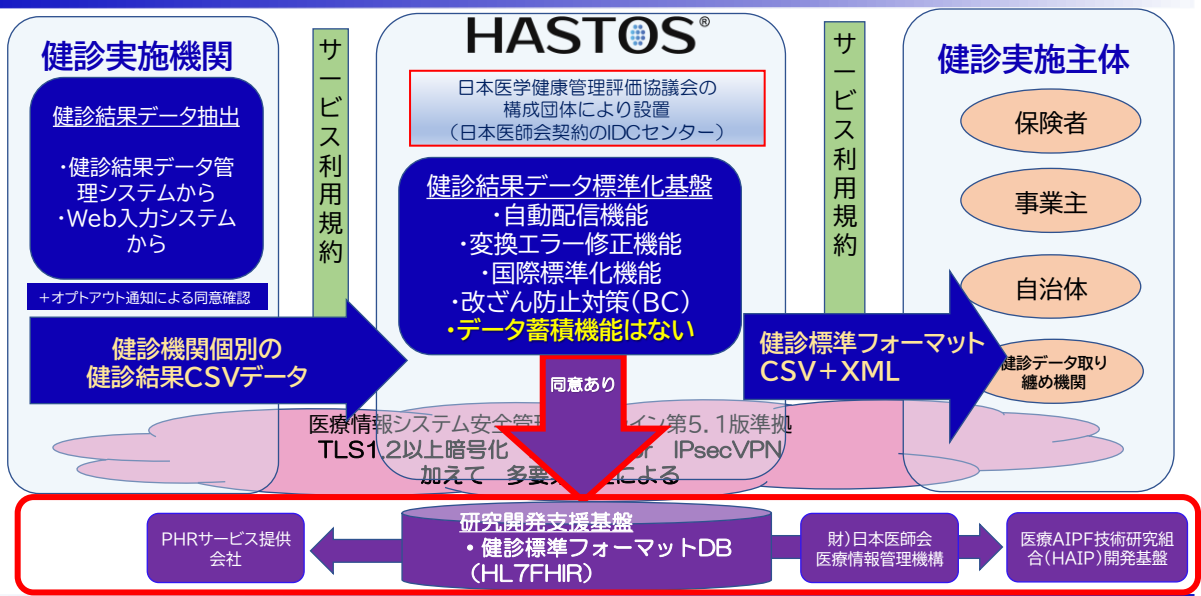 健診実施機関
健診結果データ抽出
・健診結果データ管
理システムから
・Web入力システム
から
+オプトアウト通知による同意確認
健診機関個別の
健診結果CSVデータ
サービス利用規約
HASTOS®
日本医学健康管理評価協議会の
構成団体により設置
(日本医師会契約のIDCセンター)
健診結果データ標準化基盤
・自動配信機能
・変換エラー修正機能
・国際標準化機能
・改ざん防止対策(BC)
・データ蓄積機能はない
同意あり
サービス利用規約
健診標準フォーマット
CSV+XML
健診実施主体
保険者
事業主
自治体
健診データ取り
纏め機関
医療情報システム安全管 イン第5.1版準拠
TLS1.2以上暗号化 IPsecVPN
加えて 多要 による
研究開発支援基盤
・健診標準フォーマットDB
(HL7FHIR)
PHRサービス提供
会社
財)日本医師会
医療情報管理機構
医療AIPF技術研究組
合(HAIP)開発基盤